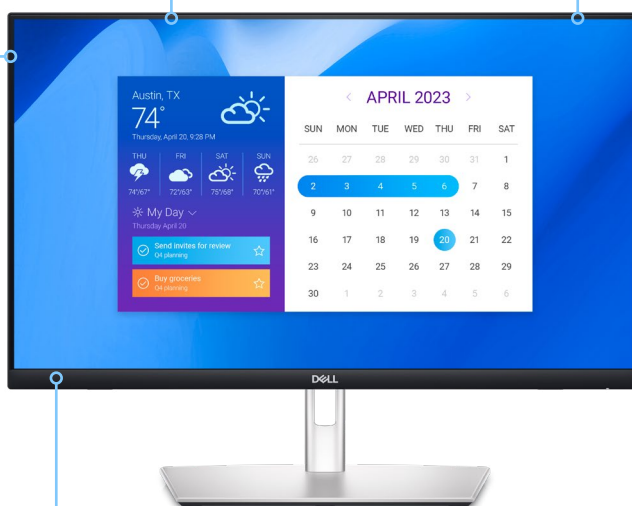 Austin, TX
74°
Thursday, April 20, 9:28 PM
THU FRI SAT SUN
74°/67° 72°/63° 75°/68° 70°/61°
My Day
Thursday April 20
Send invites for review
Q4 planning
Buy groceries
Q4 planning
< APRIL 2023 >
SUN MON TUE WED THU FRI SAT
26 27 28 29 30 31 1
2 3 4 5 6 7 8
9 10 11 12 13 14 15
16 17 18 19 20 21 22
23 24 25 26 27 28 29
30 1 2 3 4 5 6
DELL